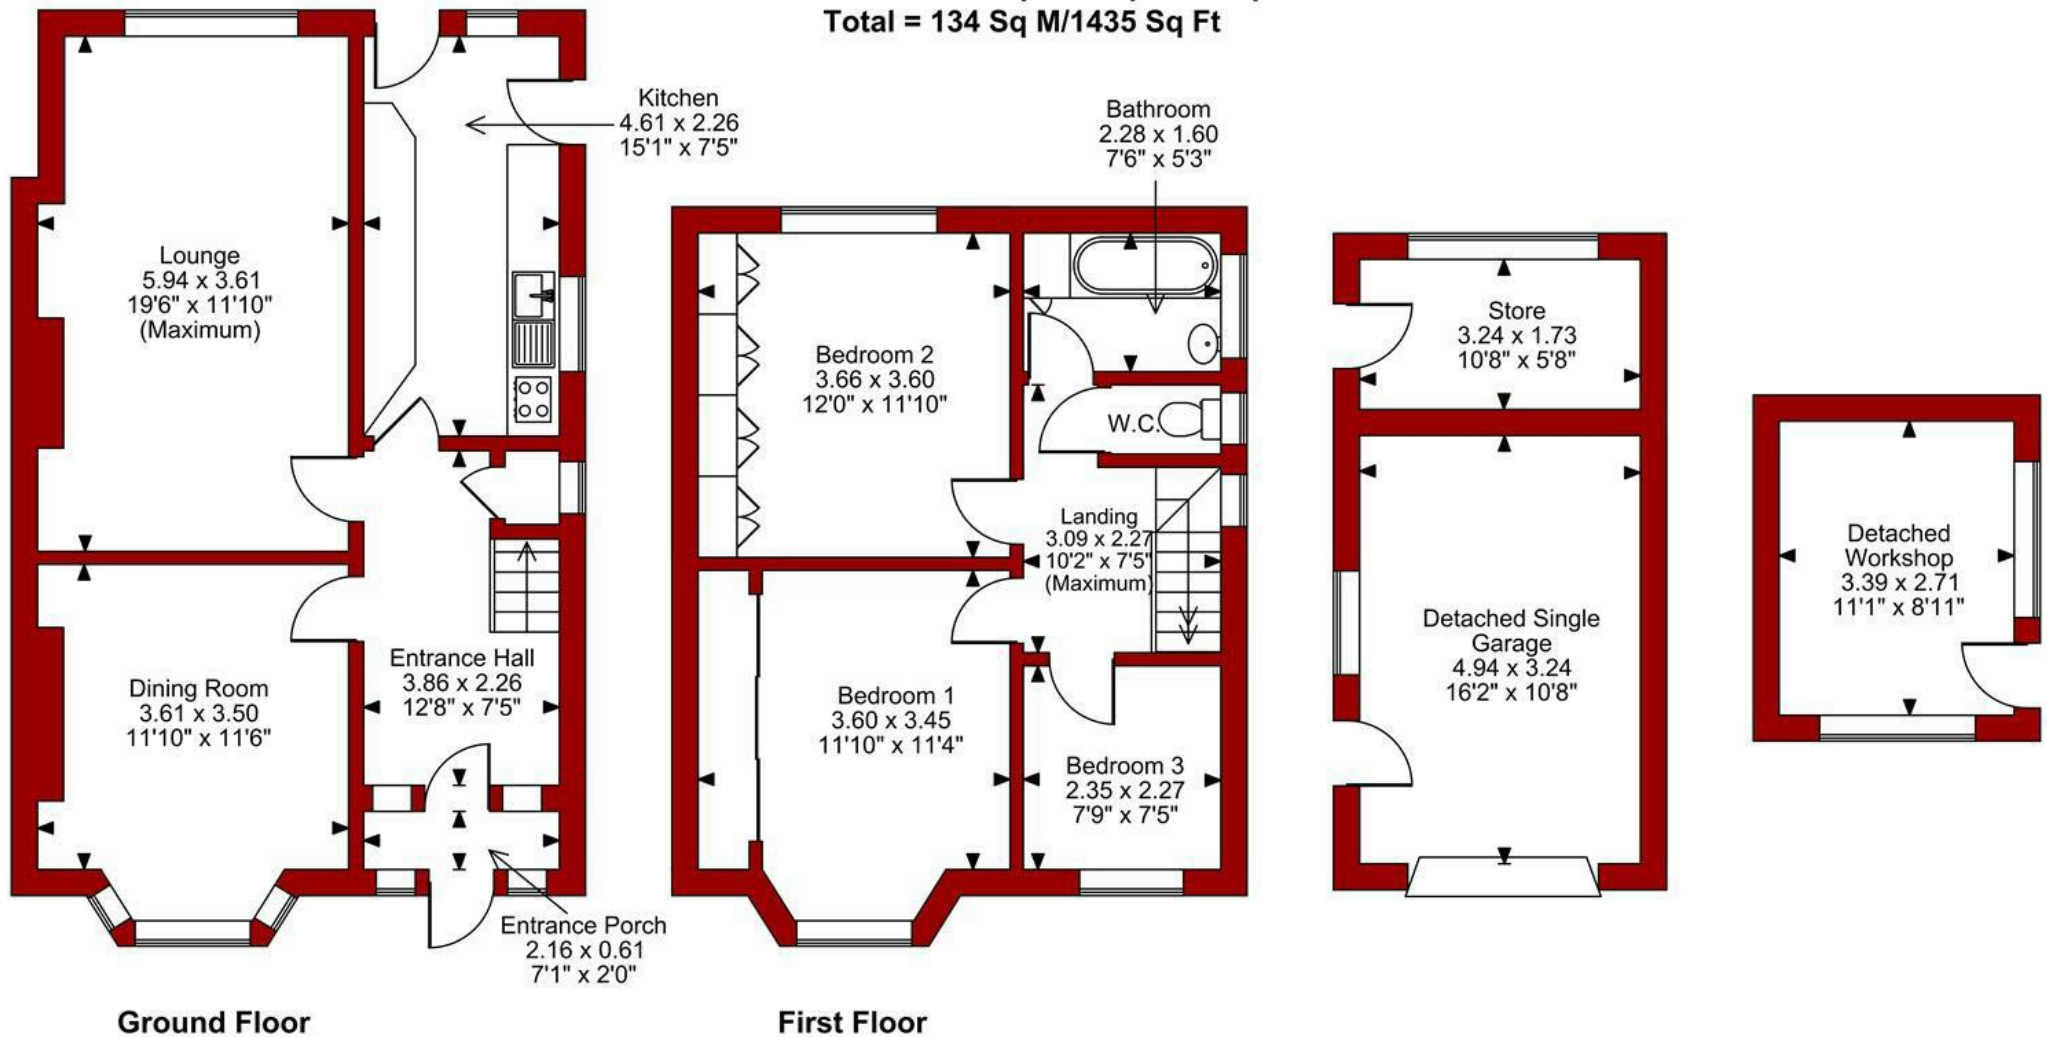 Total = 134 Sq M/1435 Sq Ft
Kitchen
4.61 x 2.26
15'1" x 7'5"
Lounge
5.94 x 3.61
19'6" x 11'10"
(Maximum)
Dining Room
3.61 x 3.50
11'10" x 11'6"
Entrance Hall
3.86 x 2.26
12'8" x 7'5"
Entrance Porch
2.16 x 0.61
7'1" x 2'0"
Ground Floor
Bathroom
2.28 x 1.60
7'6" x 5'3"
Bedroom 2
3.66 x 3.60
12'0" x 11'10"
W.C.
Landing
3.09 x 2.27
10'2" x 7'5"
(Maximum)
Bedroom 1
3.60 x 3.45
11'10" x 11'4"
Bedroom 3
2.35 x 2.27
7'9" x 7'5"
First Floor
Store
3.24 x 1.73
10'8" x 5'8"
Detached Single
Garage
4.94 x 3.24
16'2" x 10'8"
Detached
Workshop
3.39 x 2.71
11'1" x 8'11"